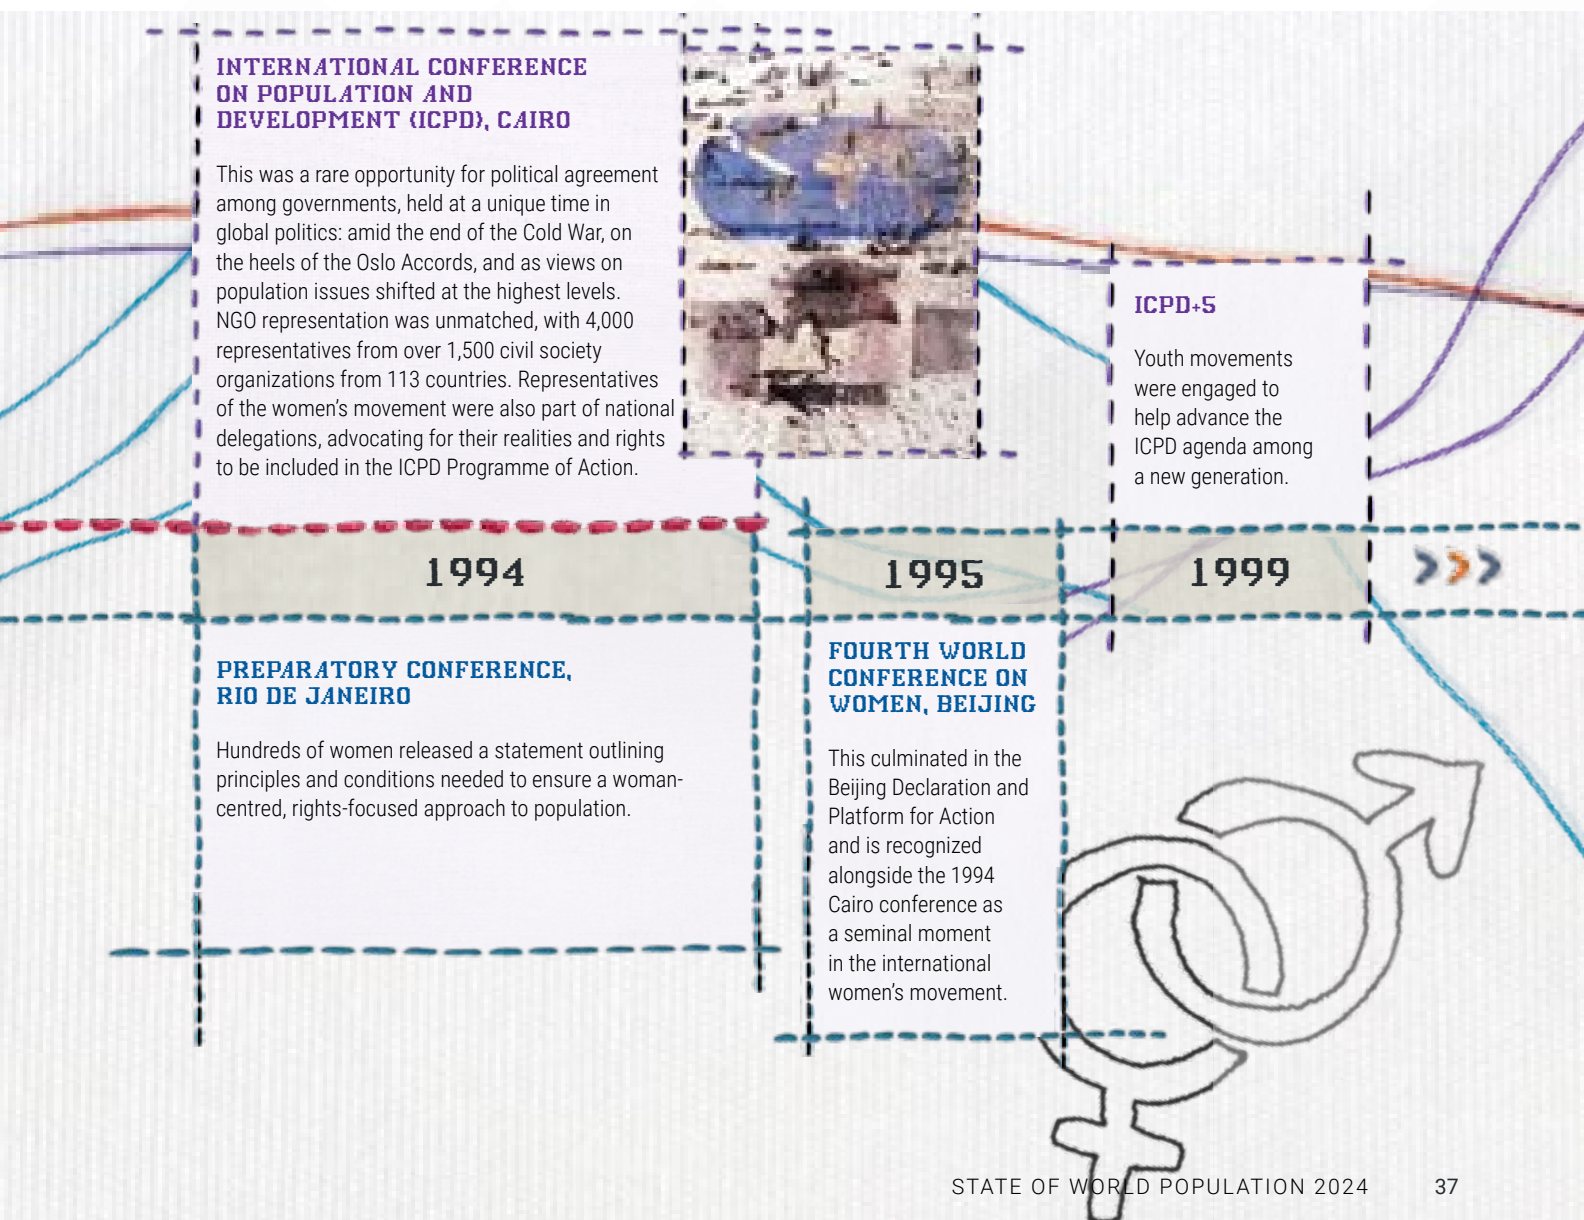 INTERNATIONAL CONFERENCE
ON POPULATION AND
DEVELOPMENT (ICPD), CAIRO
This was a rare opportunity for political agreement
among governments, held at a unique time in
global politics: amid the end of the Cold War, on
the heels of the Oslo Accords, and as views on
population issues shifted at the highest levels.
NGO representation was unmatched, with 4,000
representatives from over 1,500 civil society
organizations from 113 countries. Representatives
of the women's movement were also part of national
delegations, advocating for their realities and rights
to be included in the ICPD Programme of Action.
ICPD+5
Youth movements
were engaged to
help advance the
ICPD agenda among
a new generation.
1994
1995
1999
PREPARATORY CONFERENCE,
RIO DE JANEIRO
Hundreds of women released a statement outlining
principles and conditions needed to ensure a woman-
centred, rights-focused approach to population.
FOURTH WORLD
CONFERENCE ON
WOMEN, BEIJING
This culminated in the
Beijing Declaration and
Platform for Action
and is recognized
alongside the 1994
Cairo conference as
a seminal moment
in the international
women's movement.
STATE OF WORLD POPULATION 2024
37